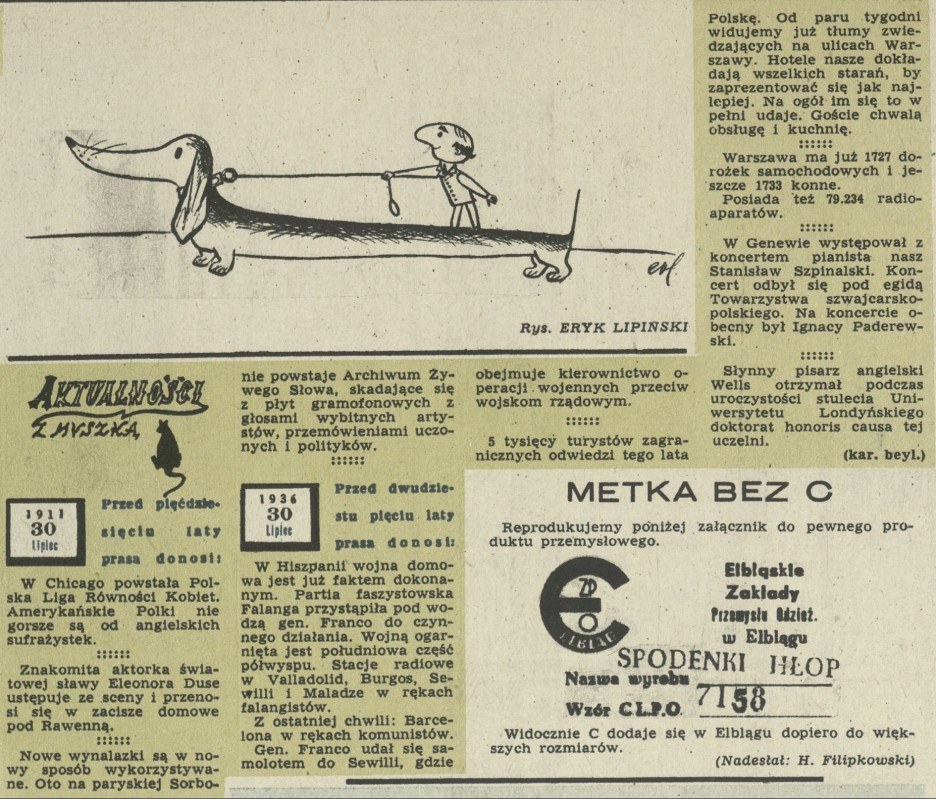 evl
Rys. ERYK LIPIŃSKI
AKTUALNOŚCI
Z MYSZKĄ
1911
30
Lipiec
Przed pięćdzie-
sięciu laty
prasa donosi:
W Chicago powstała Pol-
ska Liga Równości Kobiet.
Amerykańskie Polki nie
gorsze są od angielskich
sufrażystek.
Znakomita aktorka świa-
towej sławy Eleonora Duse
ustępuje ze sceny i przeno-
si się w zacisze domowe
pod Rawenną.
Nowe wynalazki są w no-
wy sposób wykorzystywa-
ne. Oto na paryskiej Sorbo-
nie powstaje Archiwum Ży-
wego Słowa, skadające się
z płyt gramofonowych z
głosami wybitnych arty-
stów, przemówieniami uczo-
nych i polityków.
1936
30
Lipiec
Przed dwudzie-
stu pięciu laty
prasa donosi:
W Hiszpanii wojna domo-
wa jest już faktem dokona-
nym. Partia faszystowska
Falanga przystąpiła pod wo-
dzą gen. Franco do czyn-
nego działania. Wojną ogar-
nięta jest południowa część
półwyspu. Stacje radiowe
w Valladolid, Burgos, Se-
willi i Maladze w rękach
falangistów.
Z ostatniej chwili: Barce-
lona w rękach komunistów.
Gen. Franco udał się sa-
molotem do Sewilli, gdzie
obejmuje kierownictwo o-
peracji wojennych przeciw
wojskom rządowym.
5 tysięcy turystów zagra-
nicznych odwiedzi tego lata
Polskę. Od paru tygodni
widujemy już tłumy zwie-
dzających na ulicach War-
szawy. Hotele nasze dokła-
dają wszelkich starań, by
zaprezentować się jak naj-
lepiej. Na ogół im się to w
pełni udaje. Goście chwalą
obsługę i kuchnię.
Warszawa ma już 1727 do-
rożek samochodowych i je-
szcze 1733 konne.
Posiada też 79.234 radio-
aparatów.
W Genewie występował z
koncertem pianista nasz
Stanisław Szpinalski. Kon-
cert odbył się pod egidą
Towarzystwa szwajcarsko-
polskiego. Na koncercie o-
becny był Ignacy Paderew-
ski.
Słynny pisarz angielski
Wells otrzymał podczas
uroczystości stulecia Uni-
wersytetu Londyńskiego
doktorat honoris causa tej
uczelni.
(kar. beyl.)
METKA BEZ C
Reprodukujemy poniżej załącznik do pewnego pro-
duktu przemysłowego.
ZP
O
ELBLĄG
Elbląskie
Zakłady
Przemysłu Odzież.
w Elblągu
SPODENKI HŁOP
Nazwa wyrobu
7158
Wzór C.L.P.O.
Widocznie C dodaje się w Elblągu dopiero do więk-
szych rozmiarów.
(Nadesłał: H. Filipkowski)